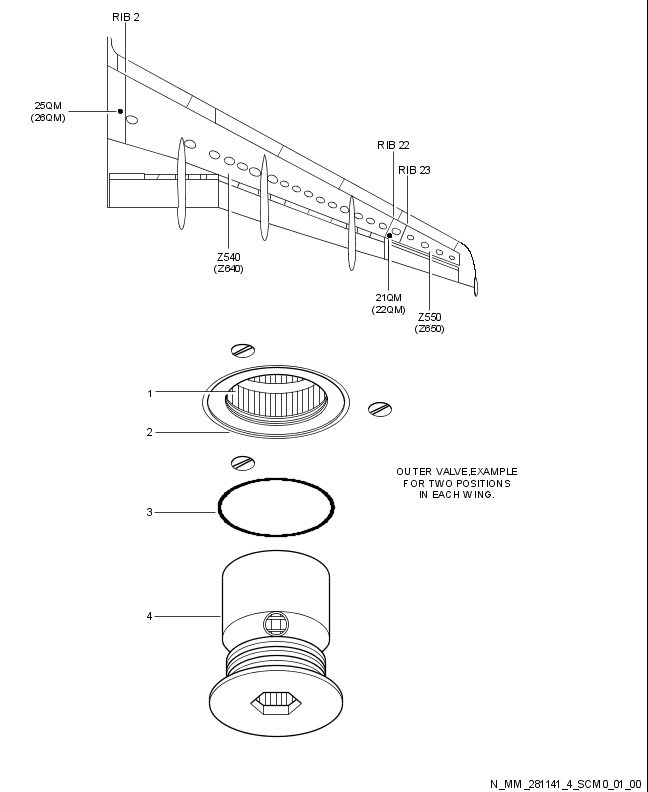 RIB 2
25QM
(26QM)
RIB 22
RIB 23
Z540
(Z640)
21QM
(22QM)
Z550
(Z650)
1
2
OUTER VALVE,EXAMPLE
FOR TWO POSITIONS
IN EACH WING.
3
4
N_MM_281141_4_SCM0_01_00